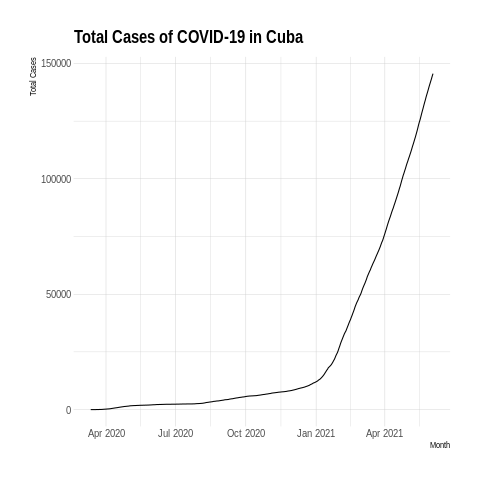 Total Cases of COVID-19 in Cuba
Total Cases
150000
100000
50000
0
Apr 2020 Jul 2020 Oct 2020 Jan 2021 Apr 2021
Month